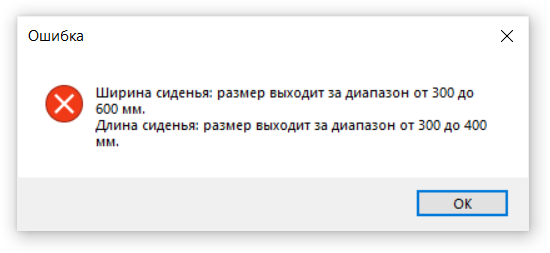 Ошибка
Ширина сиденья: размер выходит за диапазон от 300 до
600 мм.
Длина сиденья: размер выходит за диапазон от 300 до 400
мм.
ОК